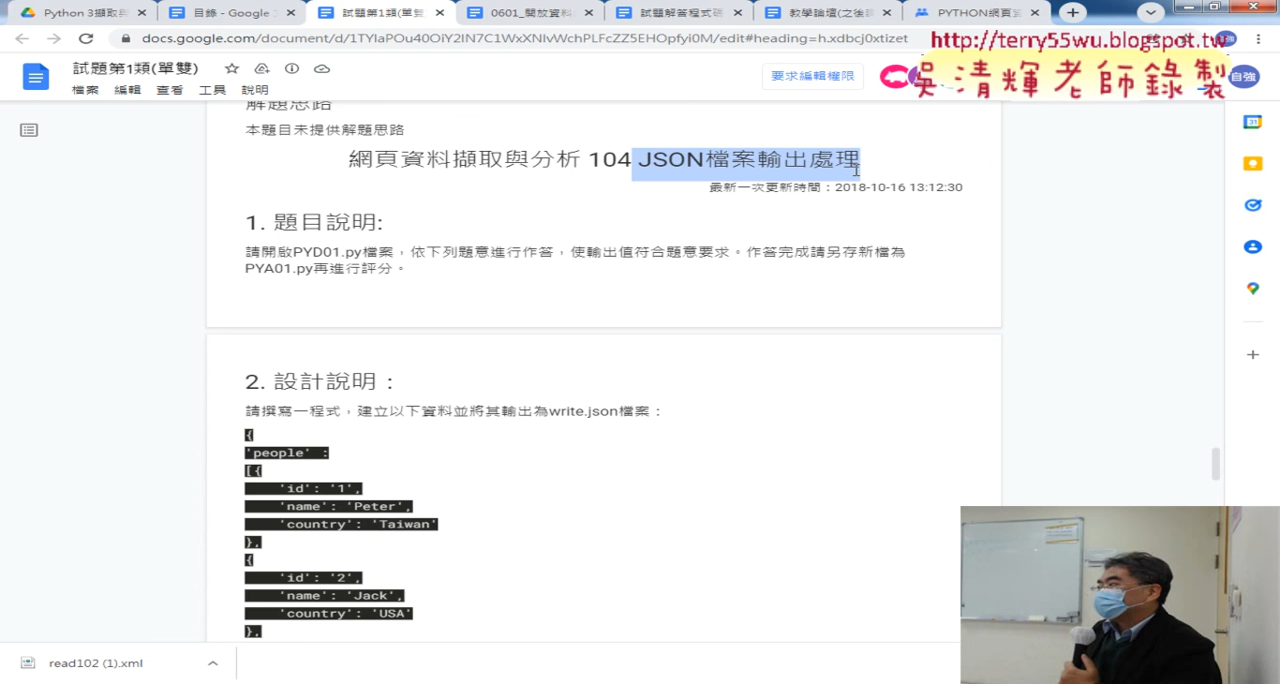 Python 3擷取與
目錄 - Google
試題第1類(單雙
0601_開放資料
試題解答程式碼
教學論壇(之後
PYTHON網頁
docs.google.com/document/d/1TYlaPOu40OiY2IN7C1WxXNIvWchPLFcZZ5EHOpfyi0M/edit#heading=h.xdbcj0xtizet
http://terry55wu.blogspot.tw
試題第1類(單雙)
檔案 編輯 查看 工具 說明
要求編輯權限
吳清輝老師錄製
自強
解題思路
本題目未提供解題思路
網頁資料擷取與分析 104 JSON檔案輸出處理
最新一次更新時間：2018-10-16 13:12:30
1. 題目說明:
請開啟PYD01.py檔案，依下列題意進行作答，使輸出值符合題意要求。作答完成請另存新檔為
PYA01.py再進行評分。
2. 設計說明：
請撰寫一程式，建立以下資料並將其輸出為write.json檔案：
{
'people' :
[{
'id': '1',
'name': 'Peter',
'country': 'Taiwan'
},
{
'id': '2',
'name': 'Jack',
'country': 'USA'
},
read102 (1).xml